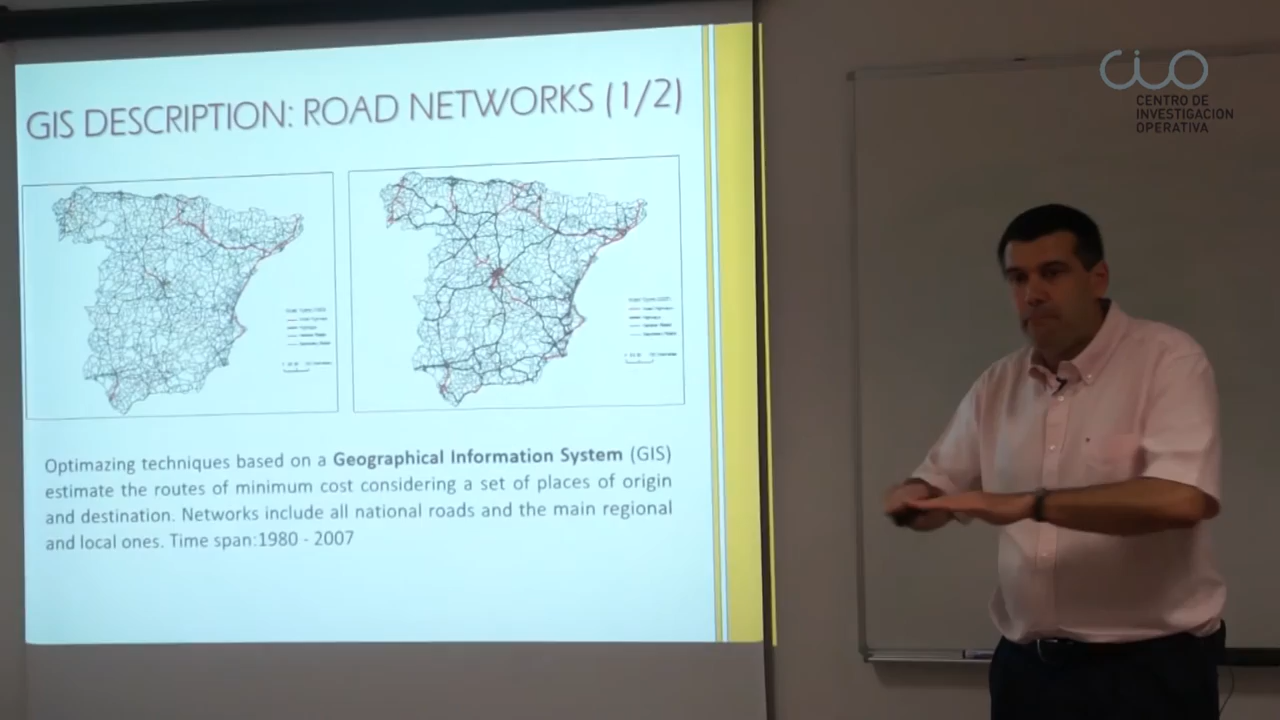 GIS DESCRIPTION: ROAD NETWORKS (1/2)
Optimazing techniques based on a Geographical Information System (GIS)
estimate the routes of minimum cost considering a set of places of origin
and destination. Networks include all national roads and the main regional
and local ones. Time span:1980 - 2007
CIO
CENTRO DE
INVESTIGACION
OPERATIVA